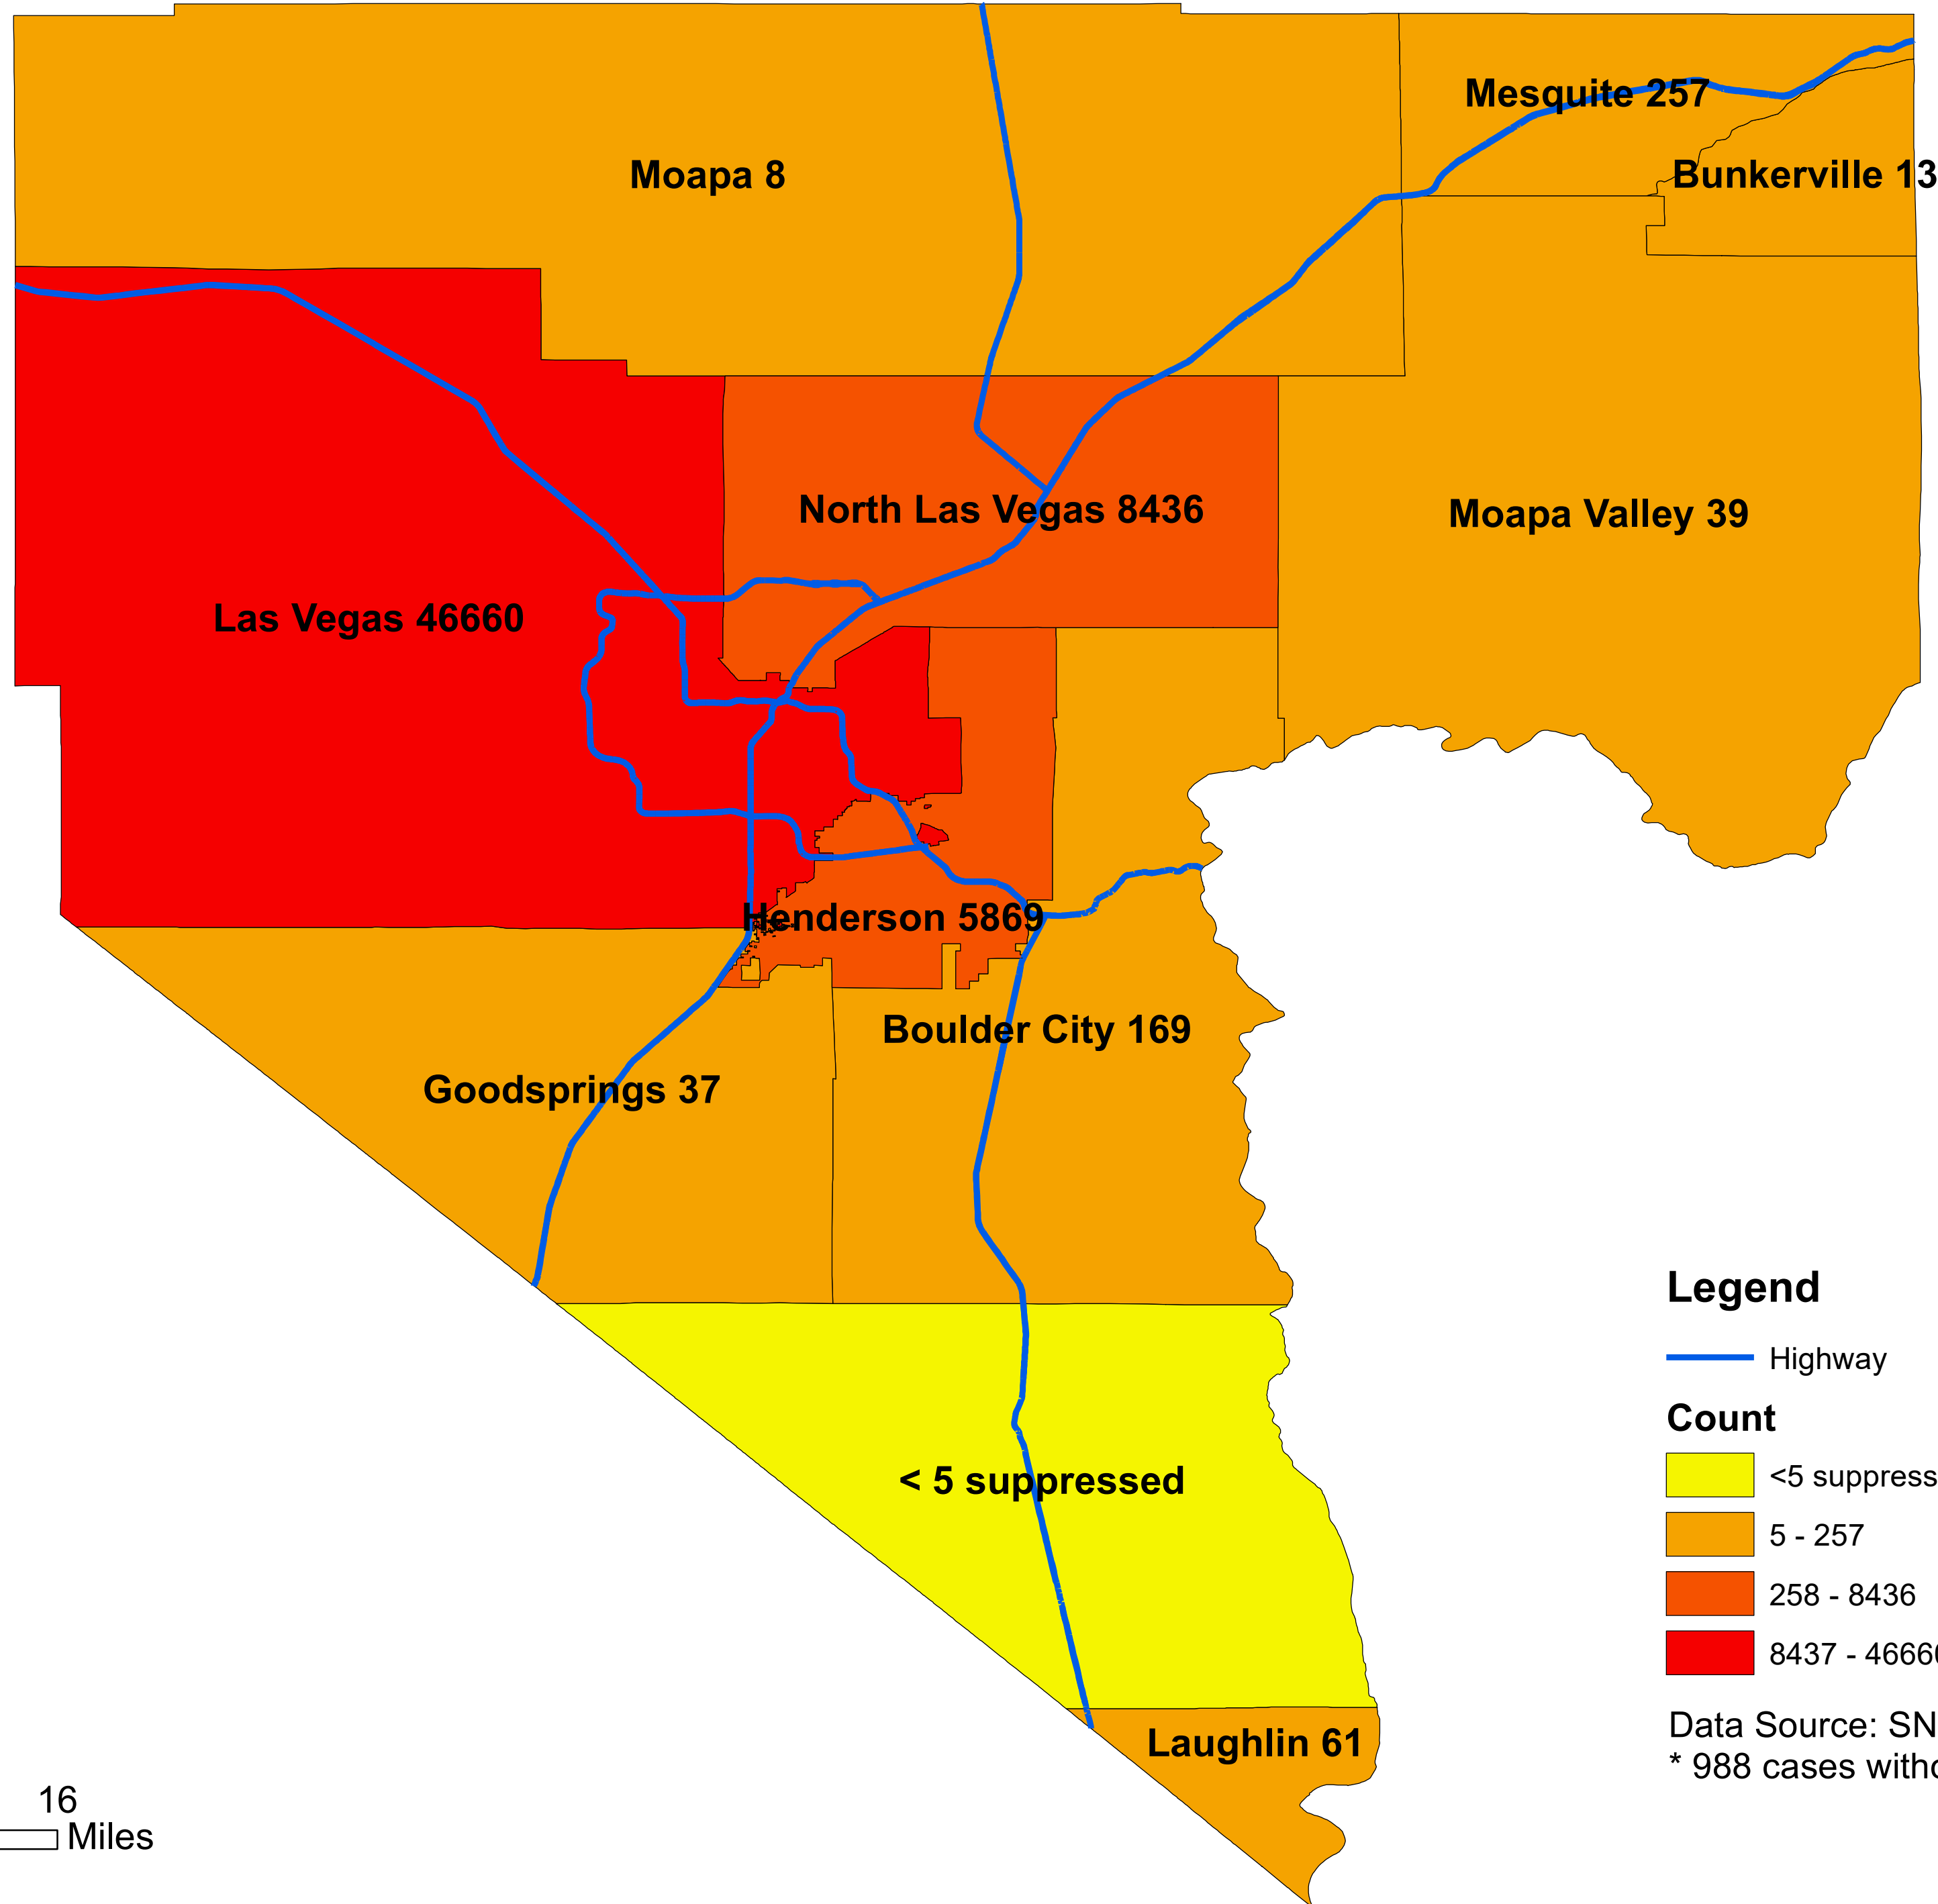 Mesquite 257
Moapa 8
Bunkerville 13
North Las Vegas 8436
Moapa Valley 39
Las Vegas 46660
Henderson 5869
Boulder City 169
Goodsprings 37
Legend
Highway
Count
< 5 suppressed
<5 suppress
5 - 257
258 - 8436
8437 - 46660
Data Source: SN
Laughlin 61
* 988 cases witho
16
Miles